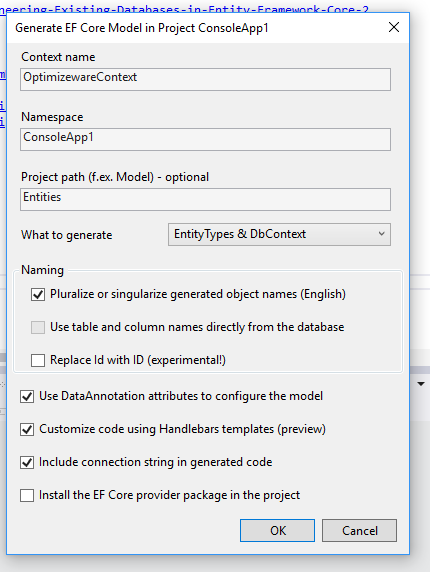 neering-Existing-Databases-in-Entity-Framework-Core-2
Generate EF Core Model in Project ConsoleApp1
Context name
OptimizewareContext
Namespace
ConsoleApp1
Project path (f.ex. Model) - optional
Entities
What to generate
EntityTypes & DbContext
Naming
Pluralize or singularize generated object names (English)
Use table and column names directly from the database
Replace Id with ID (experimental!)
Use DataAnnotation attributes to configure the model
Customize code using Handlebars templates (preview)
Include connection string in generated code
Install the EF Core provider package in the project
OK
Cancel